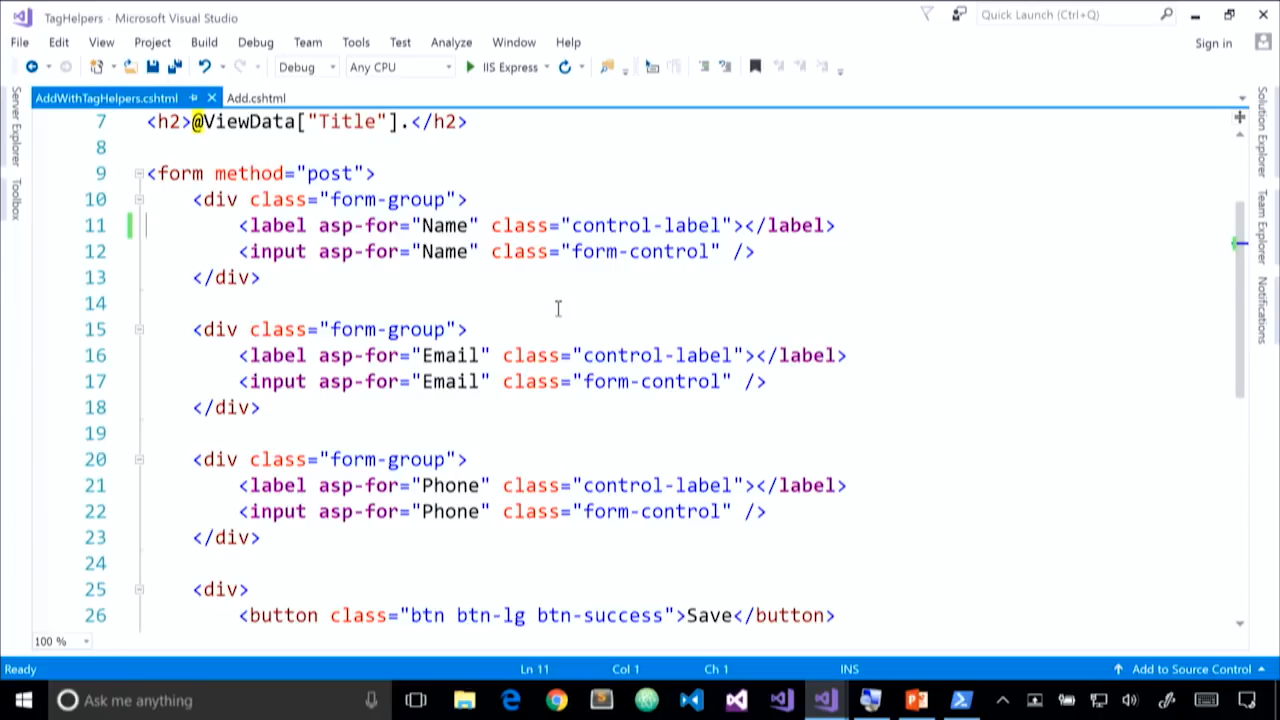 TagHelpers - Microsoft Visual Studio
Quick Launch (Ctrl+Q)
File Edit View Project Build Debug Team Tools Test Analyze Window Help
Sign in
Debug Any CPU IIS Express
AddWithTagHelpers.cshtml Add.cshtml
Server Explorer
Toolbox
7 <h2>@ViewData["Title"].</h2>
8
9 <form method="post">
10 <div class="form-group">
11 <label asp-for="Name" class="control-label"></label>
12 <input asp-for="Name" class="form-control" />
13 </div>
14
15 <div class="form-group">
16 <label asp-for="Email" class="control-label"></label>
17 <input asp-for="Email" class="form-control" />
18 </div>
19
20 <div class="form-group">
21 <label asp-for="Phone" class="control-label"></label>
22 <input asp-for="Phone" class="form-control" />
23 </div>
24
25 <div>
26 <button class="btn btn-lg btn-success">Save</button>
Solution Explorer
Team Explorer
Notifications
100 %
Ready Ln 11 Col 1 Ch 1 INS Add to Source Control
Ask me anything